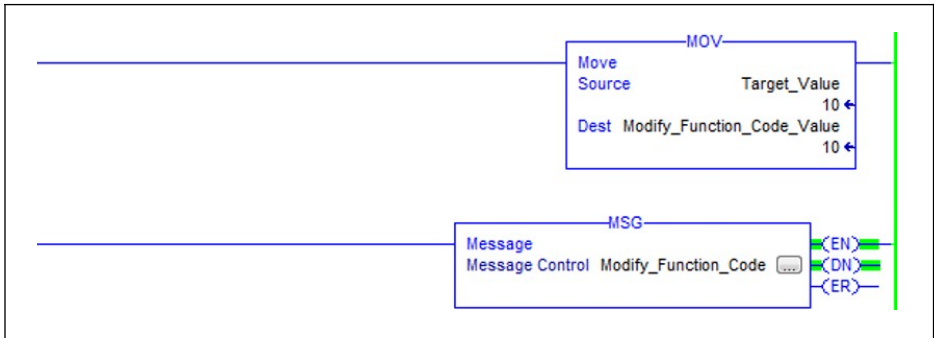 MOV
Move
Source Target_Value
10
Dest Modify_Function_Code_Value
10
MSG
Message
Message Control Modify_Function_Code ...
EN
DN
ER